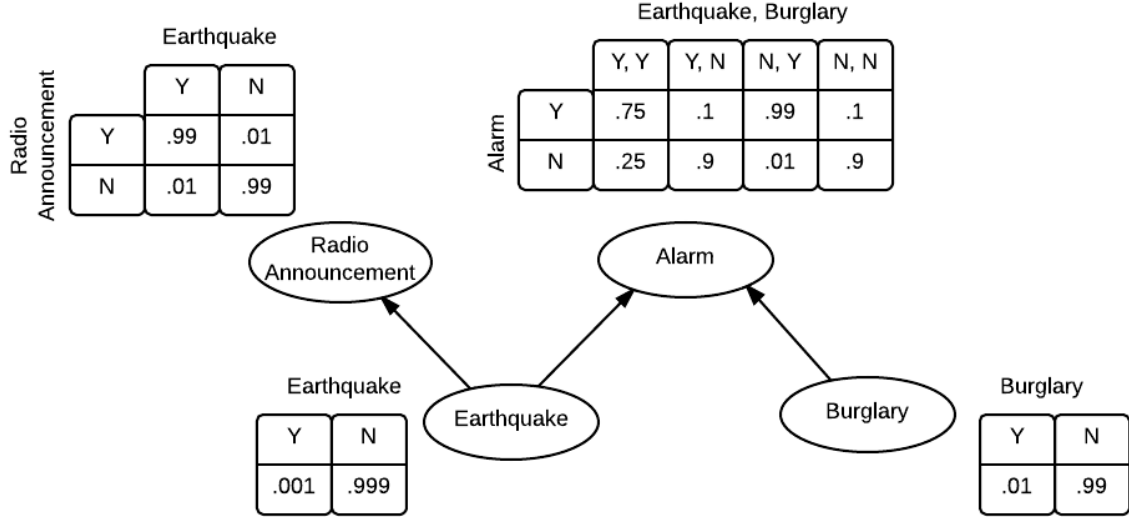 Earthquake, Burglary
Earthquake
Radio
Announcement
Y N
Y .99 .01
N .01 .99
Alarm
Y, Y Y, N N, Y N, N
Y .75 .1 .99 .1
N .25 .9 .01 .9
Radio
Announcement
Alarm
Earthquake
Y N
.001 .999
Earthquake
Burglary
Burglary
Y N
.01 .99